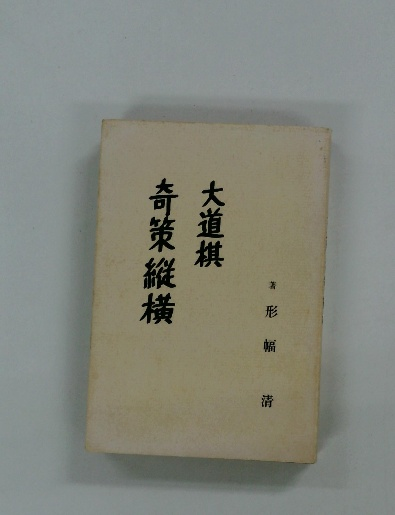 大道棋
奇策縦横
著 形幅清